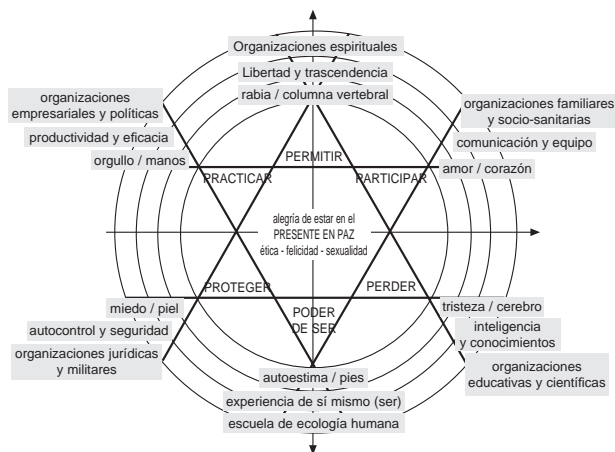 Organizaciones espirituales
Libertad y trascendencia
rabia / columna vertebral
organizaciones
empresariales y políticas
productividad y eficacia
orgullo / manos
organizaciones familiares
y socio-sanitarias
comunicación y equipo
amor / corazón
PERMITIR
PRACTICAR
PARTICIPAR
alegría de estar en el
PRESENTE EN PAZ
ética - felicidad - sexualidad
PROTEGER
PERDER
PODER
DE SER
miedo / piel
autocontrol y seguridad
organizaciones jurídicas
y militares
tristeza / cerebro
inteligencia
y conocimientos
organizaciones
educativas y científicas
autoestima / pies
experiencia de sí mismo (ser)
escuela de ecología humana